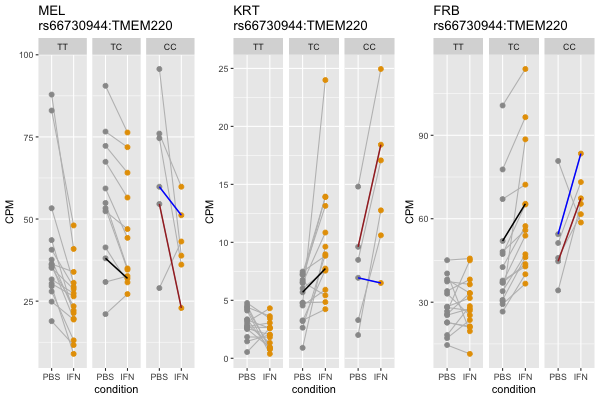 MEL
rs66730944:TMEM220
TT
TC
CC
100
75
50
25
CPM
PBS IFN
PBS IFN
PBS IFN
condition
KRT
rs66730944:TMEM220
TT
TC
CC
25
20
15
10
5
0
CPM
PBS IFN
PBS IFN
PBS IFN
condition
FRB
rs66730944:TMEM220
TT
TC
CC
90
60
30
CPM
PBS IFN
PBS IFN
PBS IFN
condition